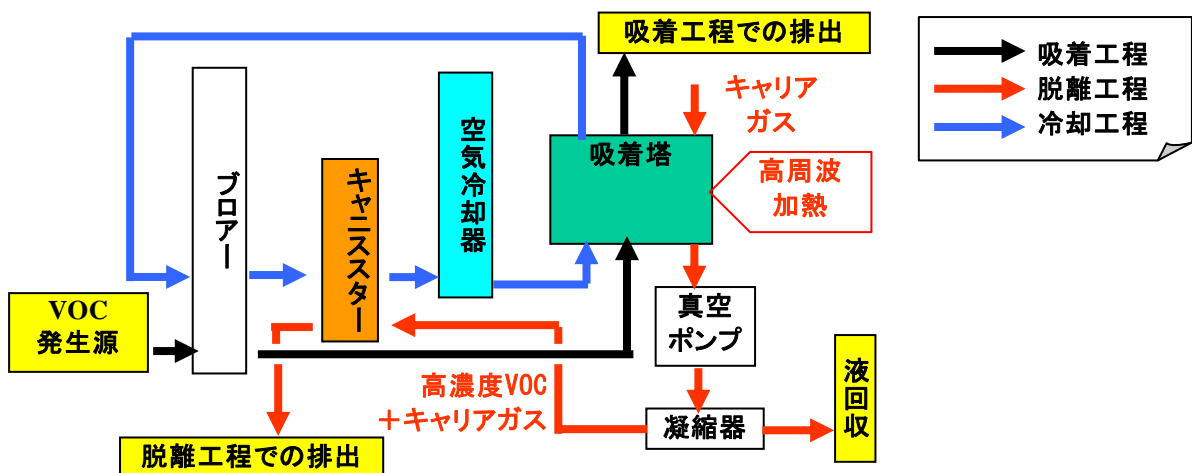 吸着工程での排出
吸着工程
脱離工程
冷却工程
キャリア
ガス
吸着塔
高周波
加熱
空気冷却器
キャニスター
ブロアー
VOC
発生源
真空
ポンプ
高濃度VOC
＋キャリアガス
凝縮器
液回収
脱離工程での排出